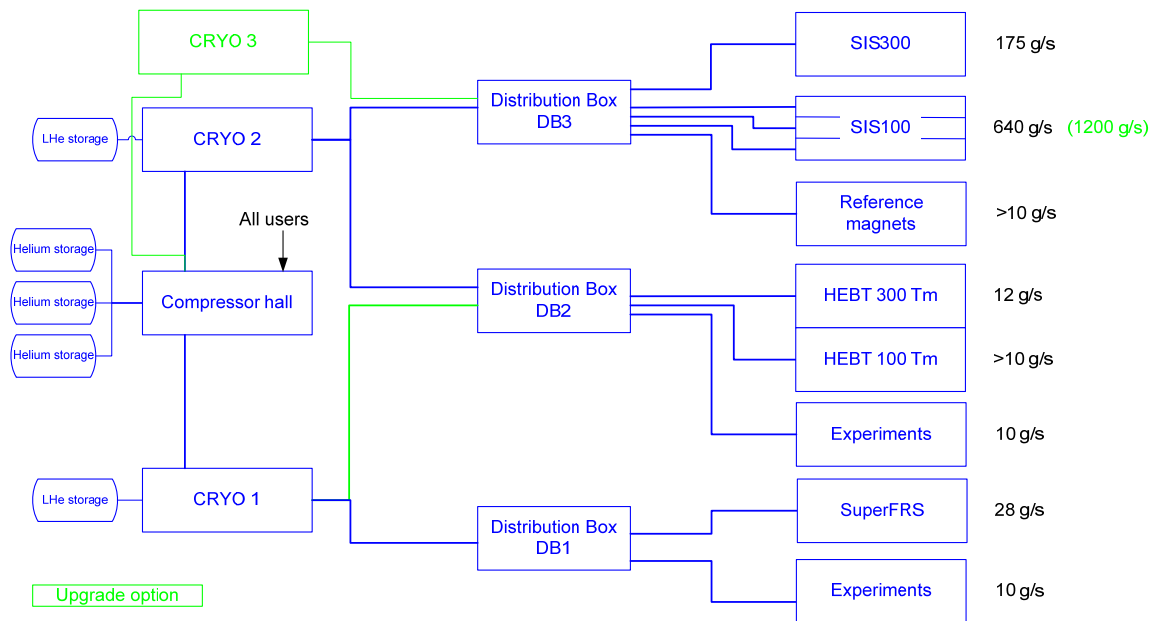 CRYO 3
SIS300
175 g/s
Distribution Box
DB3
LHe storage
CRYO 2
SIS100
640 g/s (1200 g/s)
Reference
magnets
>10 g/s
All users
Helium storage
Helium storage
Helium storage
Compressor hall
Distribution Box
DB2
HEBT 300 Tm
12 g/s
HEBT 100 Tm
>10 g/s
Experiments
10 g/s
LHe storage
CRYO 1
Distribution Box
DB1
SuperFRS
28 g/s
Experiments
10 g/s
Upgrade option